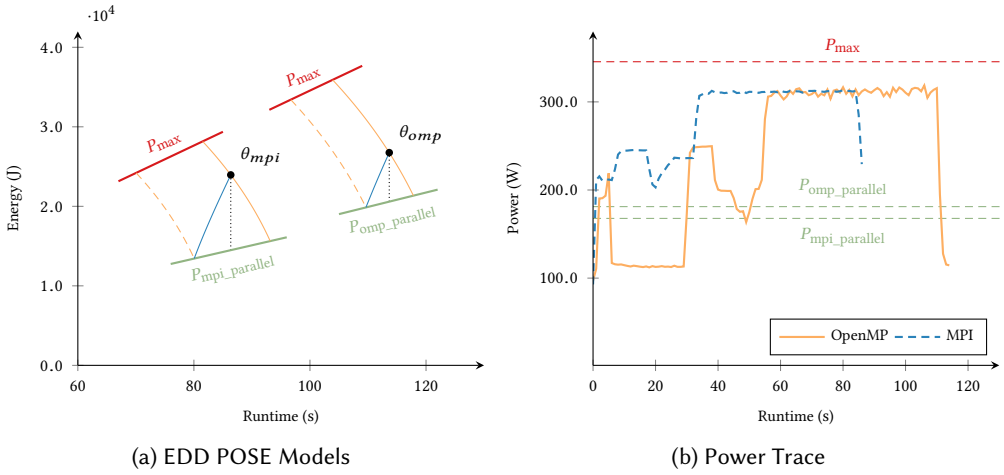 ·10⁴
4.0
3.0
2.0
1.0
0.0
60
80
100
120
Energy (J)
Runtime (s)
P_max
P_max
θ_mpi
θ_omp
P_mpi_parallel
P_omp_parallel
(a) EDD POSE Models
300.0
200.0
100.0
0
20
40
60
80
100
120
Power (W)
Runtime (s)
P_max
P_omp_parallel
P_mpi_parallel
OpenMP
MPI
(b) Power Trace